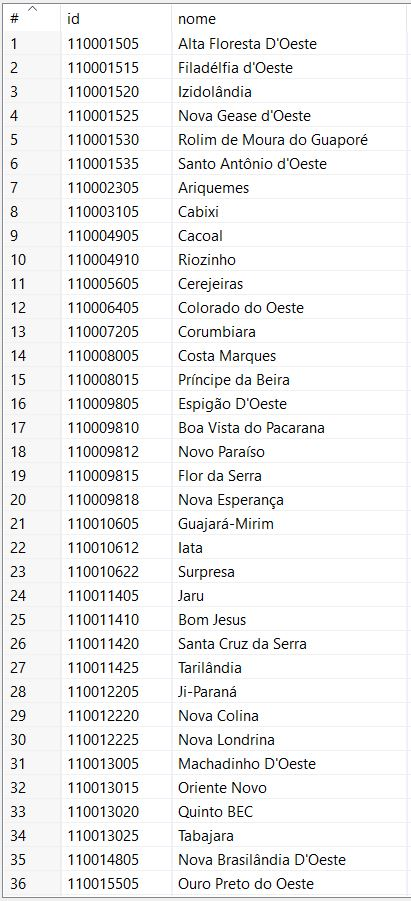 # id nome
1 110001505 Alta Floresta D'Oeste
2 110001515 Filadélfia d'Oeste
3 110001520 Izidolândia
4 110001525 Nova Gease d'Oeste
5 110001530 Rolim de Moura do Guaporé
6 110001535 Santo Antônio d'Oeste
7 110002305 Ariquemes
8 110003105 Cabixi
9 110004905 Cacoal
10 110004910 Riozinho
11 110005605 Cerejeiras
12 110006405 Colorado do Oeste
13 110007205 Corumbiara
14 110008005 Costa Marques
15 110008015 Príncipe da Beira
16 110009805 Espigão D'Oeste
17 110009810 Boa Vista do Pacarana
18 110009812 Novo Paraíso
19 110009815 Flor da Serra
20 110009818 Nova Esperança
21 110010605 Guajará-Mirim
22 110010612 Iata
23 110010622 Surpresa
24 110011405 Jaru
25 110011410 Bom Jesus
26 110011420 Santa Cruz da Serra
27 110011425 Tarilândia
28 110012205 Ji-Paraná
29 110012220 Nova Colina
30 110012225 Nova Londrina
31 110013005 Machadinho D'Oeste
32 110013015 Oriente Novo
33 110013020 Quinto BEC
34 110013025 Tabajara
35 110014805 Nova Brasilândia D'Oeste
36 110015505 Ouro Preto do Oeste